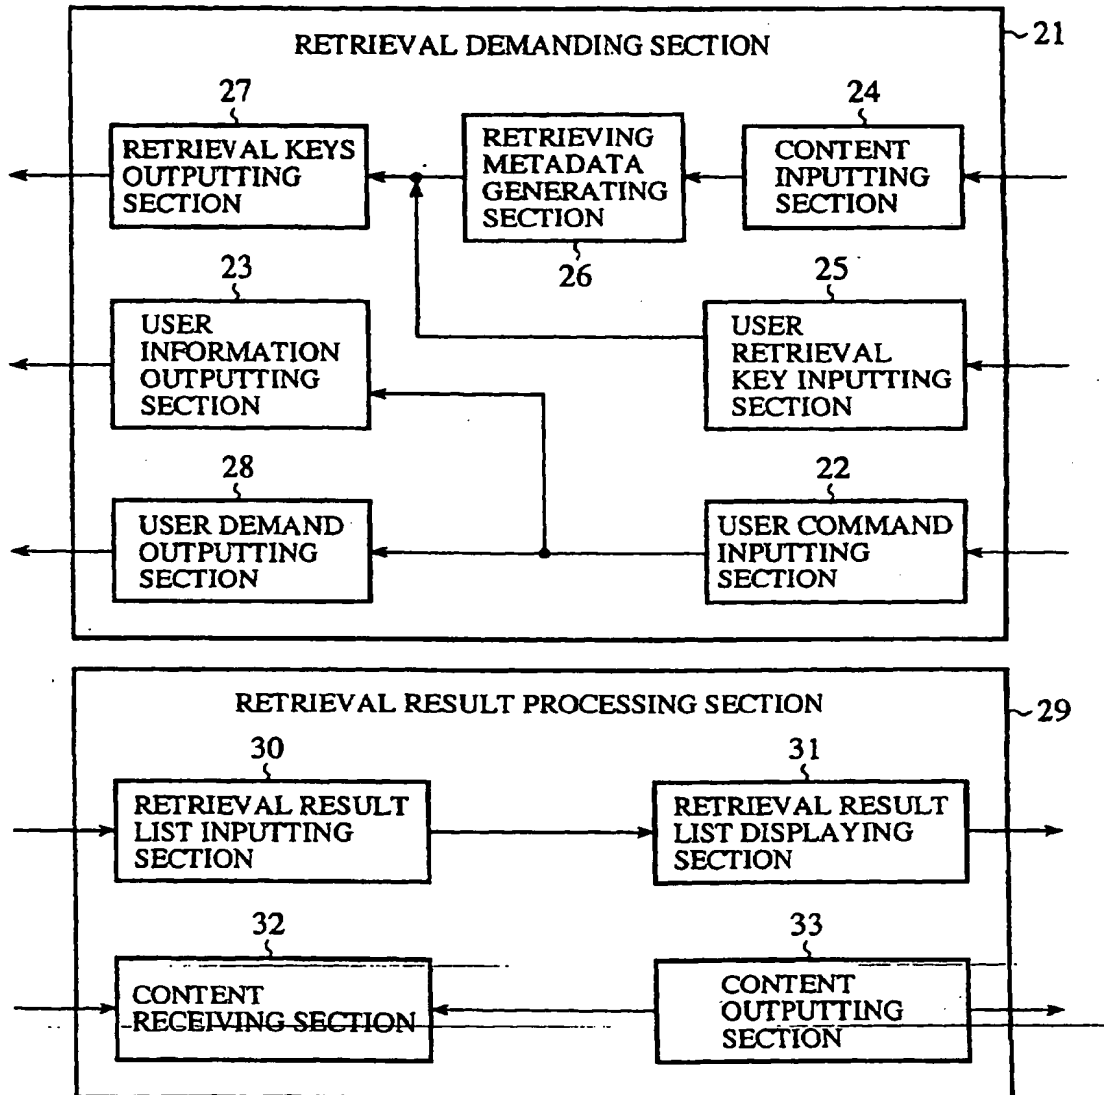 RETRIEVAL DEMANDING SECTION
21
27
RETRIEVAL KEYS
OUTPUTTING
SECTION
RETRIEVING
METADATA
GENERATING
SECTION
26
24
CONTENT
INPUTTING
SECTION
23
USER
INFORMATION
OUTPUTTING
SECTION
25
USER
RETRIEVAL
KEY INPUTTING
SECTION
28
USER DEMAND
OUTPUTTING
SECTION
22
USER COMMAND
INPUTTING
SECTION
RETRIEVAL RESULT PROCESSING SECTION
29
30
RETRIEVAL RESULT
LIST INPUTTING
SECTION
31
RETRIEVAL RESULT
LIST DISPLAYING
SECTION
32
CONTENT
RECEIVING SECTION
33
CONTENT
OUTPUTTING
SECTION